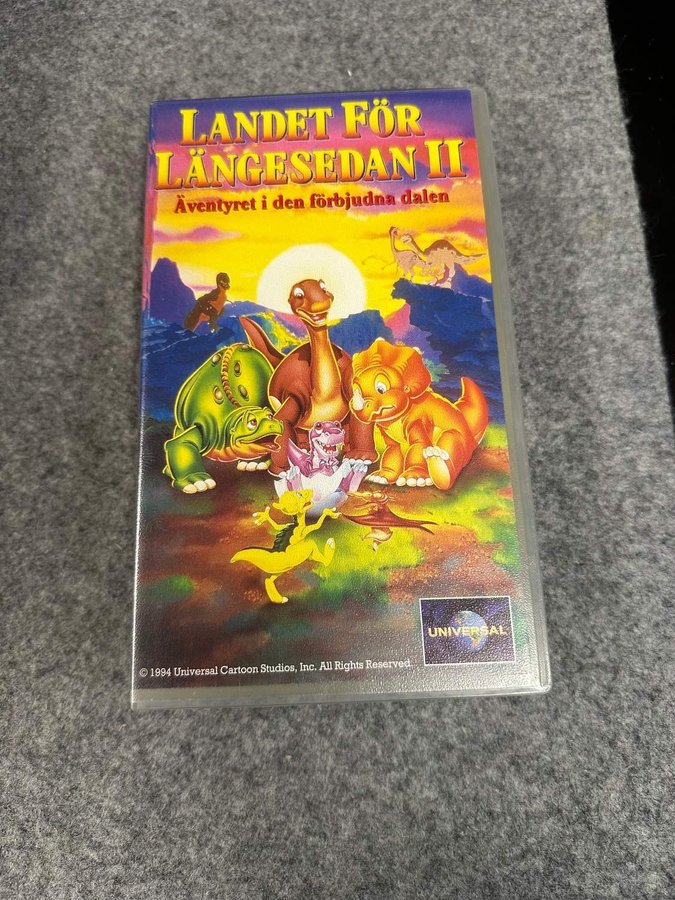 LANDET FÖR
LÄNGESEDAN II
Äventyret i den förbjudna dalen
UNIVERSAL
© 1994 Universal Cartoon Studios, Inc. All Rights Reserved